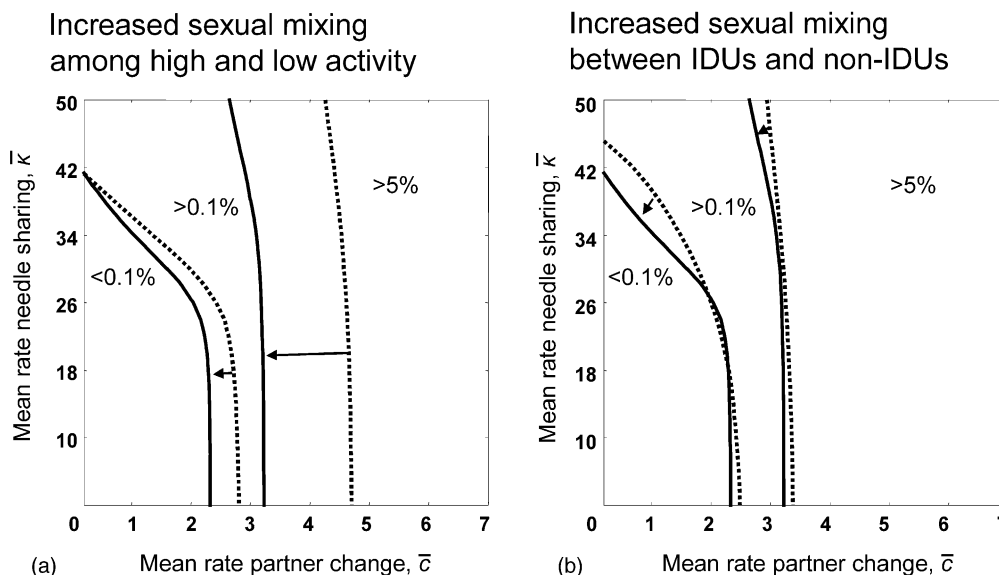 Increased sexual mixing
among high and low activity
50
42
34
26
18
10
Mean rate needle sharing, κ̅
>0.1%
<0.1%
>5%
0 1 2 3 4 5 6 7
(a) Mean rate partner change, c̅
Increased sexual mixing
between IDUs and non-IDUs
50
42
34
26
18
10
Mean rate needle sharing, κ̅
>0.1%
<0.1%
>5%
0 1 2 3 4 5 6 7
(b) Mean rate partner change, c̅